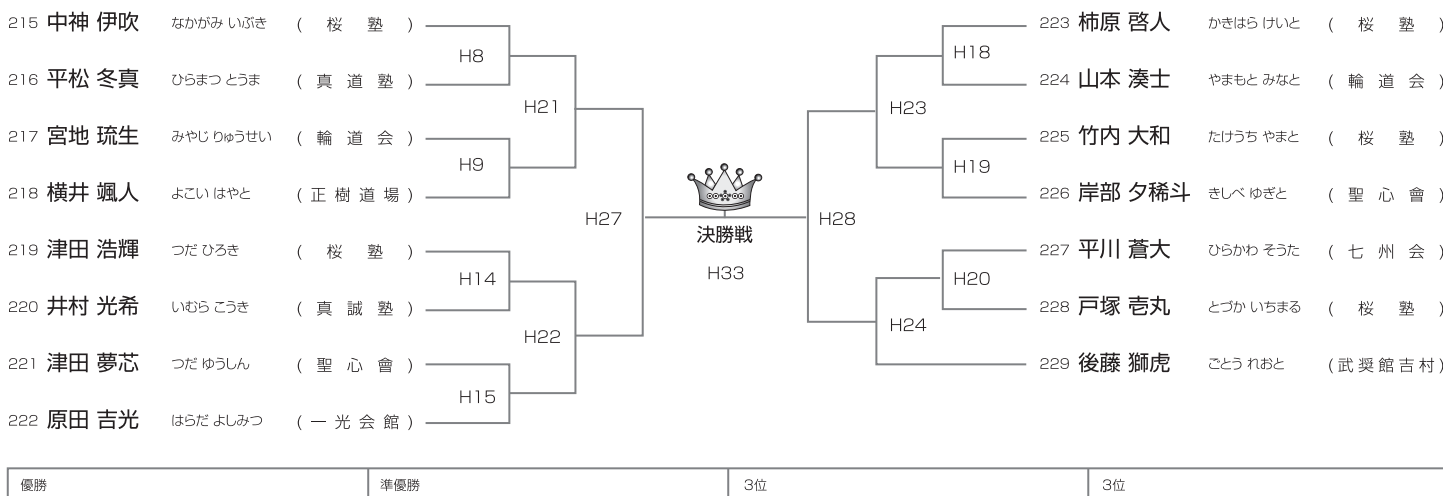 215 中神 伊吹 なかがみ いぶき ( 桜 塾 )
216 平松 冬真 ひらまつ とうま ( 真 道 塾 )
217 宮地 琉生 みやじ りゅうせい ( 輪 道 会 )
218 横井 颯人 よこい はやと ( 正 樹 道 場 )
219 津田 浩輝 つだ ひろき ( 桜 塾 )
220 井村 光希 いむら こうき ( 真 誠 塾 )
221 津田 夢芯 つだ ゆうしん ( 聖 心 會 )
222 原田 吉光 はらだ よしみつ ( 一 光 会 館 )
H8
H9
H14
H15
H21
H22
H27
決勝戦
H33
H28
H23
H24
H18
H19
H20
223 柿原 啓人 かきはら けいと ( 桜 塾 )
224 山本 湊士 やまもと みなと ( 輪 道 会 )
225 竹内 大和 たけうち やまと ( 桜 塾 )
226 岸部 夕稀斗 きしべ ゆぎと ( 聖 心 會 )
227 平川 蒼大 ひらかわ そうた ( 七 州 会 )
228 戸塚 壱丸 とづか いちまる ( 桜 塾 )
229 後藤 獅虎 ごとう れおと ( 武 奨 館 吉 村 )
優勝 準優勝 3位 3位